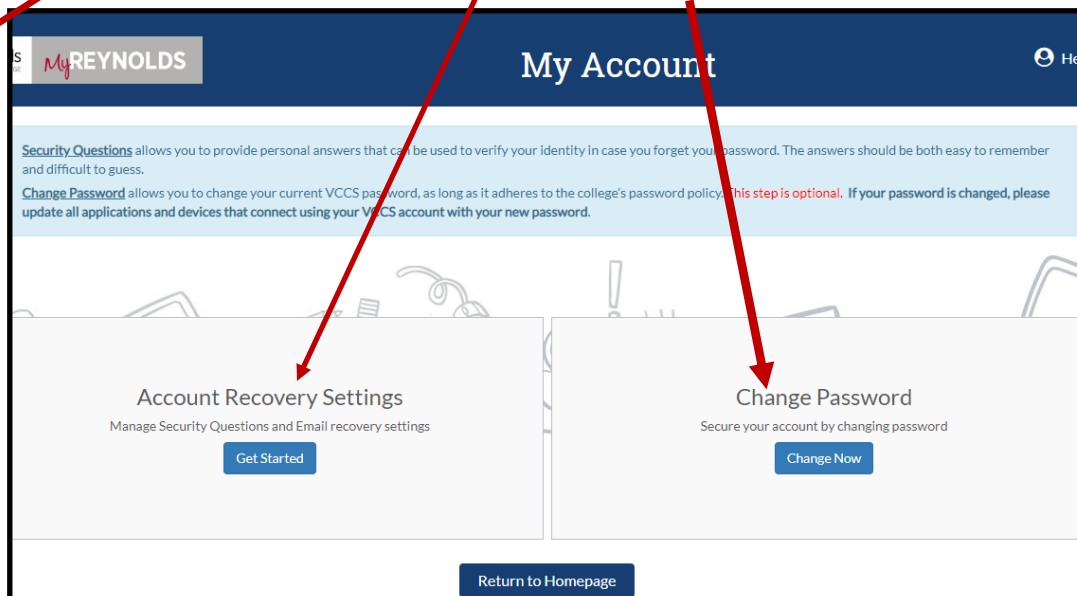 MyREYNOLDS
My Account
Security Questions allows you to provide personal answers that can be used to verify your identity in case you forget your password. The answers should be both easy to remember
and difficult to guess.
Change Password allows you to change your current VCCS password, as long as it adheres to the college's password policy. This step is optional. If your password is changed, please
update all applications and devices that connect using your VCCS account with your new password.
Account Recovery Settings
Manage Security Questions and Email recovery settings
Get Started
Change Password
Secure your account by changing password
Change Now
Return to Homepage